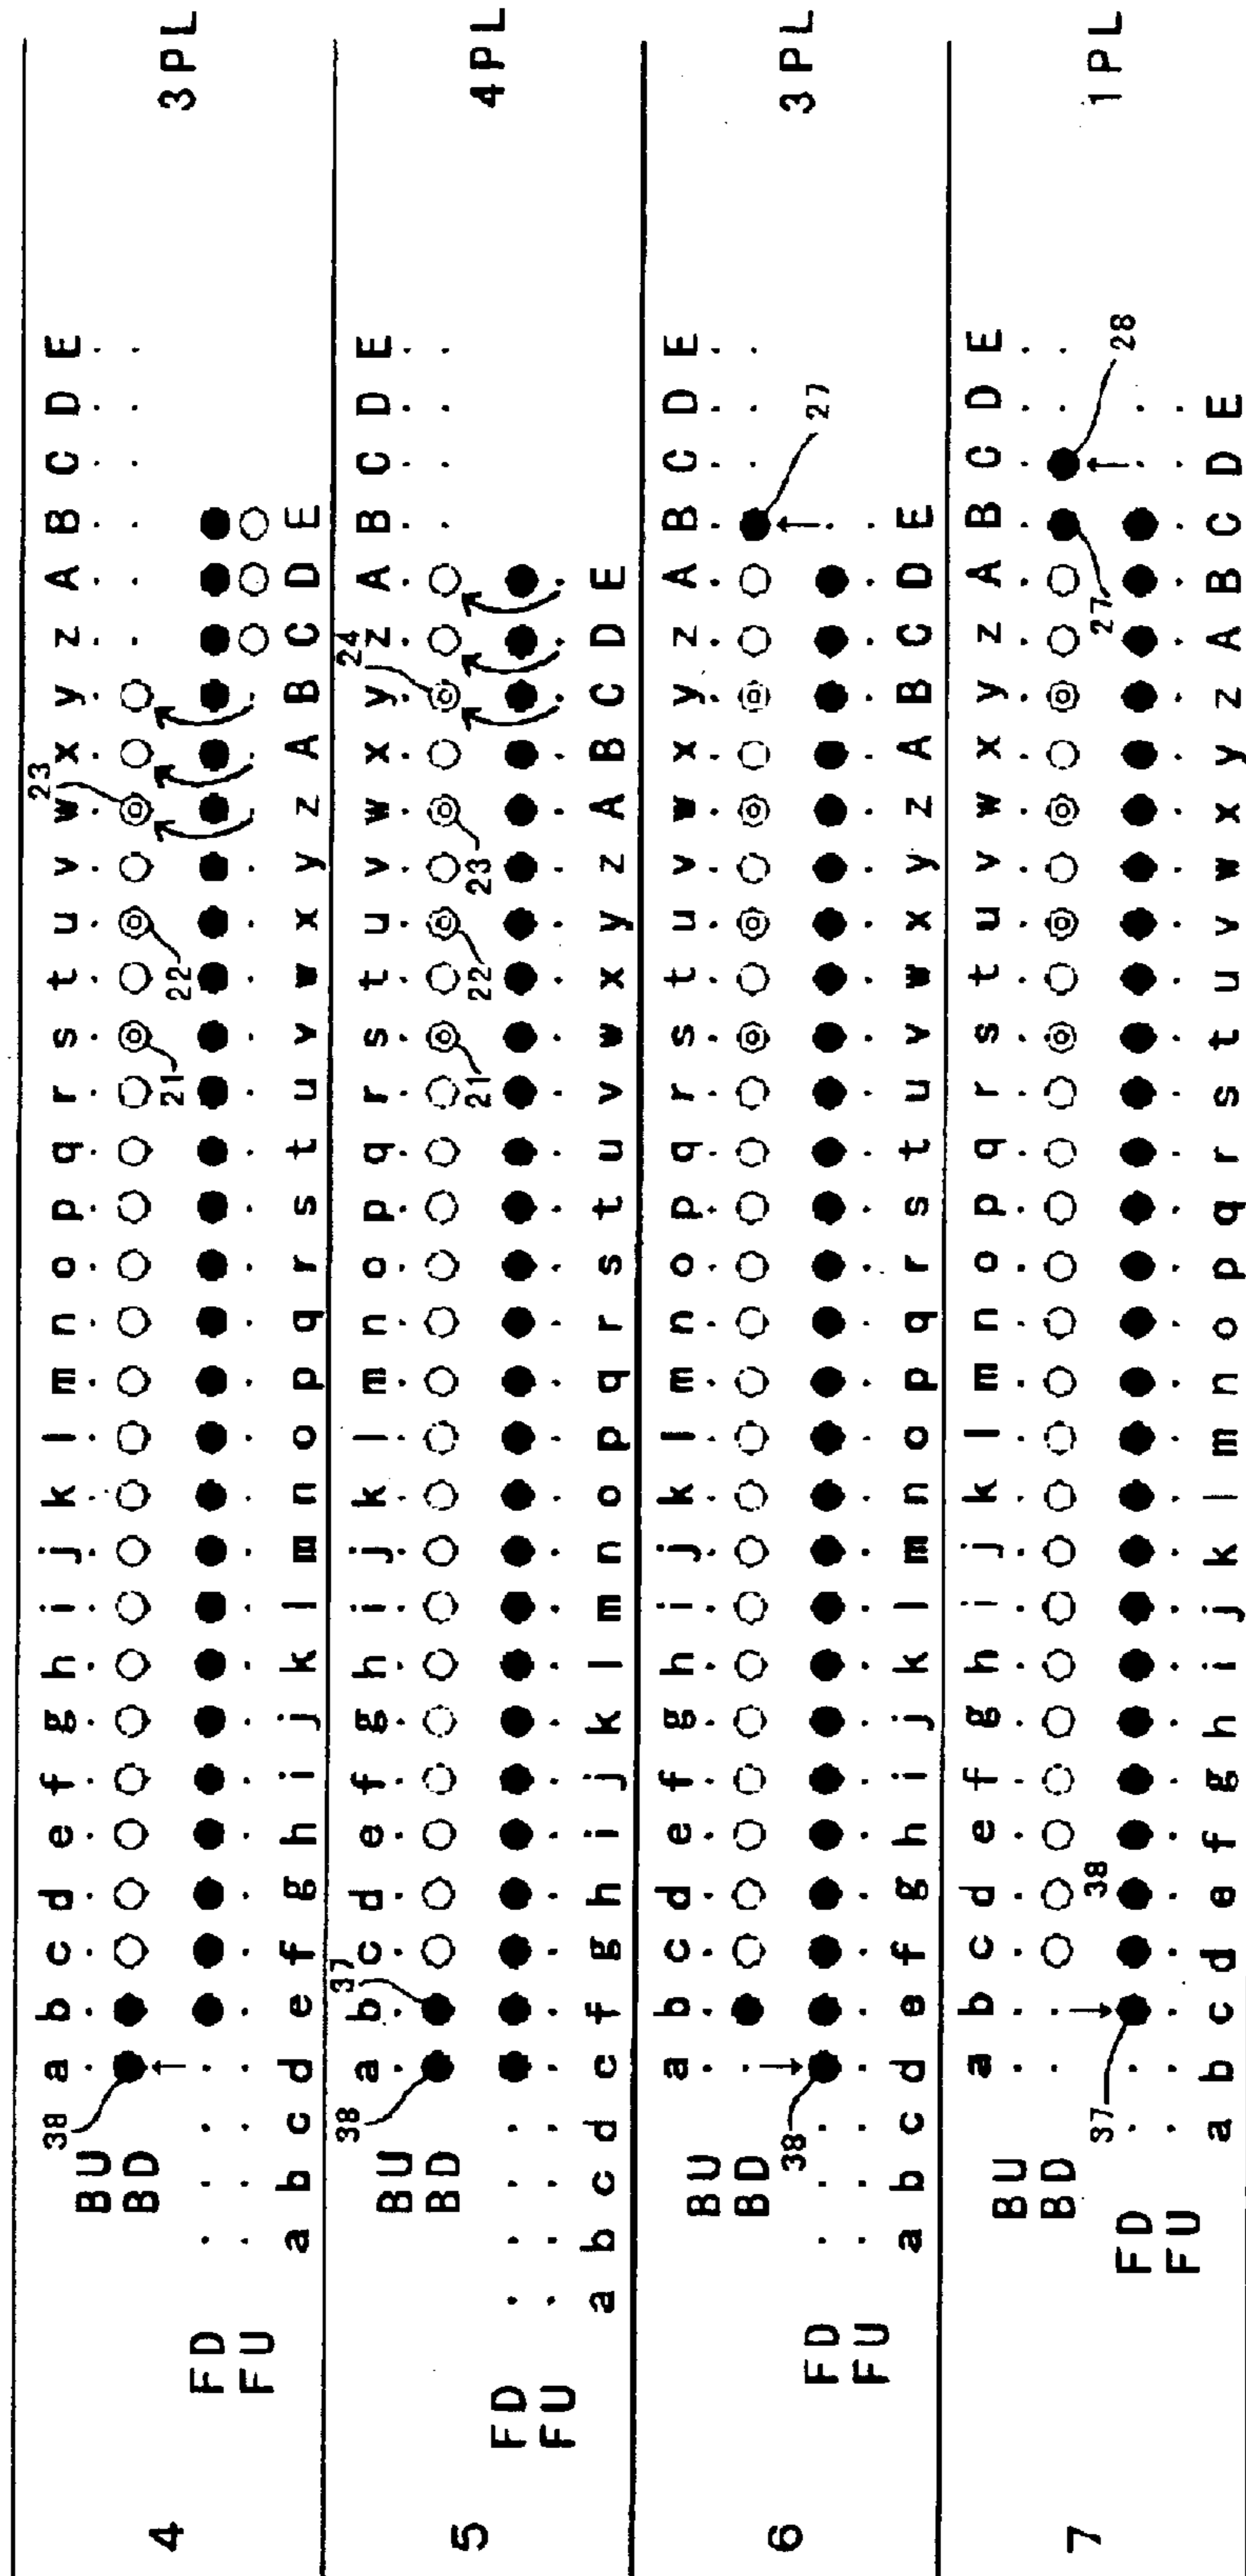 4
a b c d e f g h i j k l m n o p q r s t u v w x y z A B C D E
BU
BD
38
21
22
23
FD
FU
a b c d e f g h i j k l m n o p q r s t u v w x y z A B C D E
3PL
5
a b c d e f g h i j k l m n o p q r s t u v w x y z A B C D E
BU
BD
38
37
21
22
23
24
FD
FU
a b c d c f g h i j k l m n o p q r s t u v w x y z A B C D E
4PL
6
a b c d e f g h i j k l m n o p q r s t u v w x y z A B C D E
BU
BD
38
27
FD
FU
a b c d e f g h i j k l m n o p q r s t u v w x y z A B C D E
3PL
7
a b c d e f g h i j k l m n o p q r s t u v w x y z A B C D E
BU
BD
37
38
27
28
FD
FU
a b c d e f g h i j k l m n o p q r s t u v w x y z A B C D E
1PL